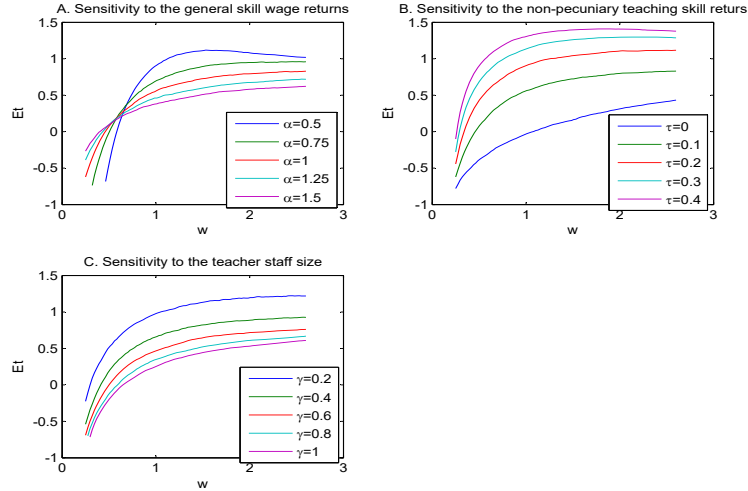 A. Sensitivity to the general skill wage returns
1.5
1
0.5
0
-0.5
-1
Et
0
1
2
3
w
α=0.5
α=0.75
α=1
α=1.25
α=1.5
B. Sensitivity to the non-pecuniary teaching skill returs
1.5
1
0.5
0
-0.5
-1
Et
0
1
2
3
w
τ=0
τ=0.1
τ=0.2
τ=0.3
τ=0.4
C. Sensitivity to the teacher staff size
1.5
1
0.5
0
-0.5
-1
Et
0
1
2
3
w
γ=0.2
γ=0.4
γ=0.6
γ=0.8
γ=1